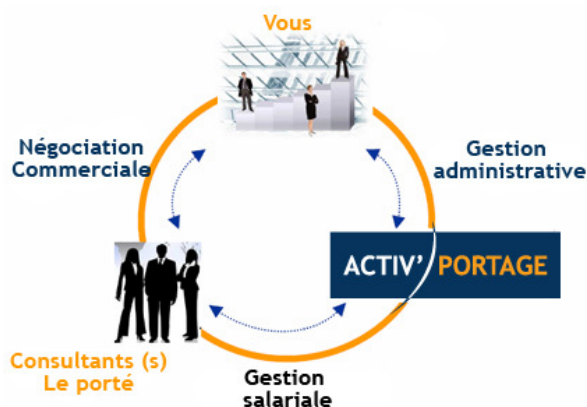 Vous
Négociation
Commerciale
Gestion
administrative
ACTIV' PORTAGE
Consultants (s)
Le porté
Gestion
salariale